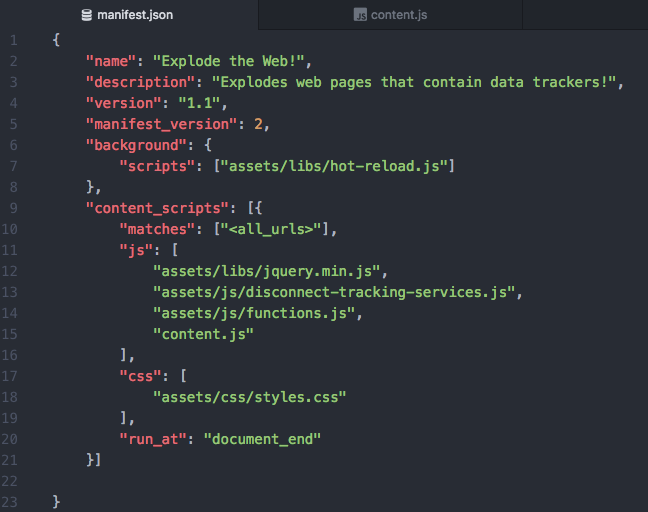 manifest.json
content.js
1 {
2 "name": "Explode the Web!",
3 "description": "Explodes web pages that contain data trackers!",
4 "version": "1.1",
5 "manifest_version": 2,
6 "background": {
7 "scripts": ["assets/libs/hot-reload.js"]
8 },
9 "content_scripts": [{
10 "matches": ["<all_urls>"],
11 "js": [
12 "assets/libs/jquery.min.js",
13 "assets/js/disconnect-tracking-services.js",
14 "assets/js/functions.js",
15 "content.js"
16 ],
17 "css": [
18 "assets/css/styles.css"
19 ],
20 "run_at": "document_end"
21 }]
22
23 }